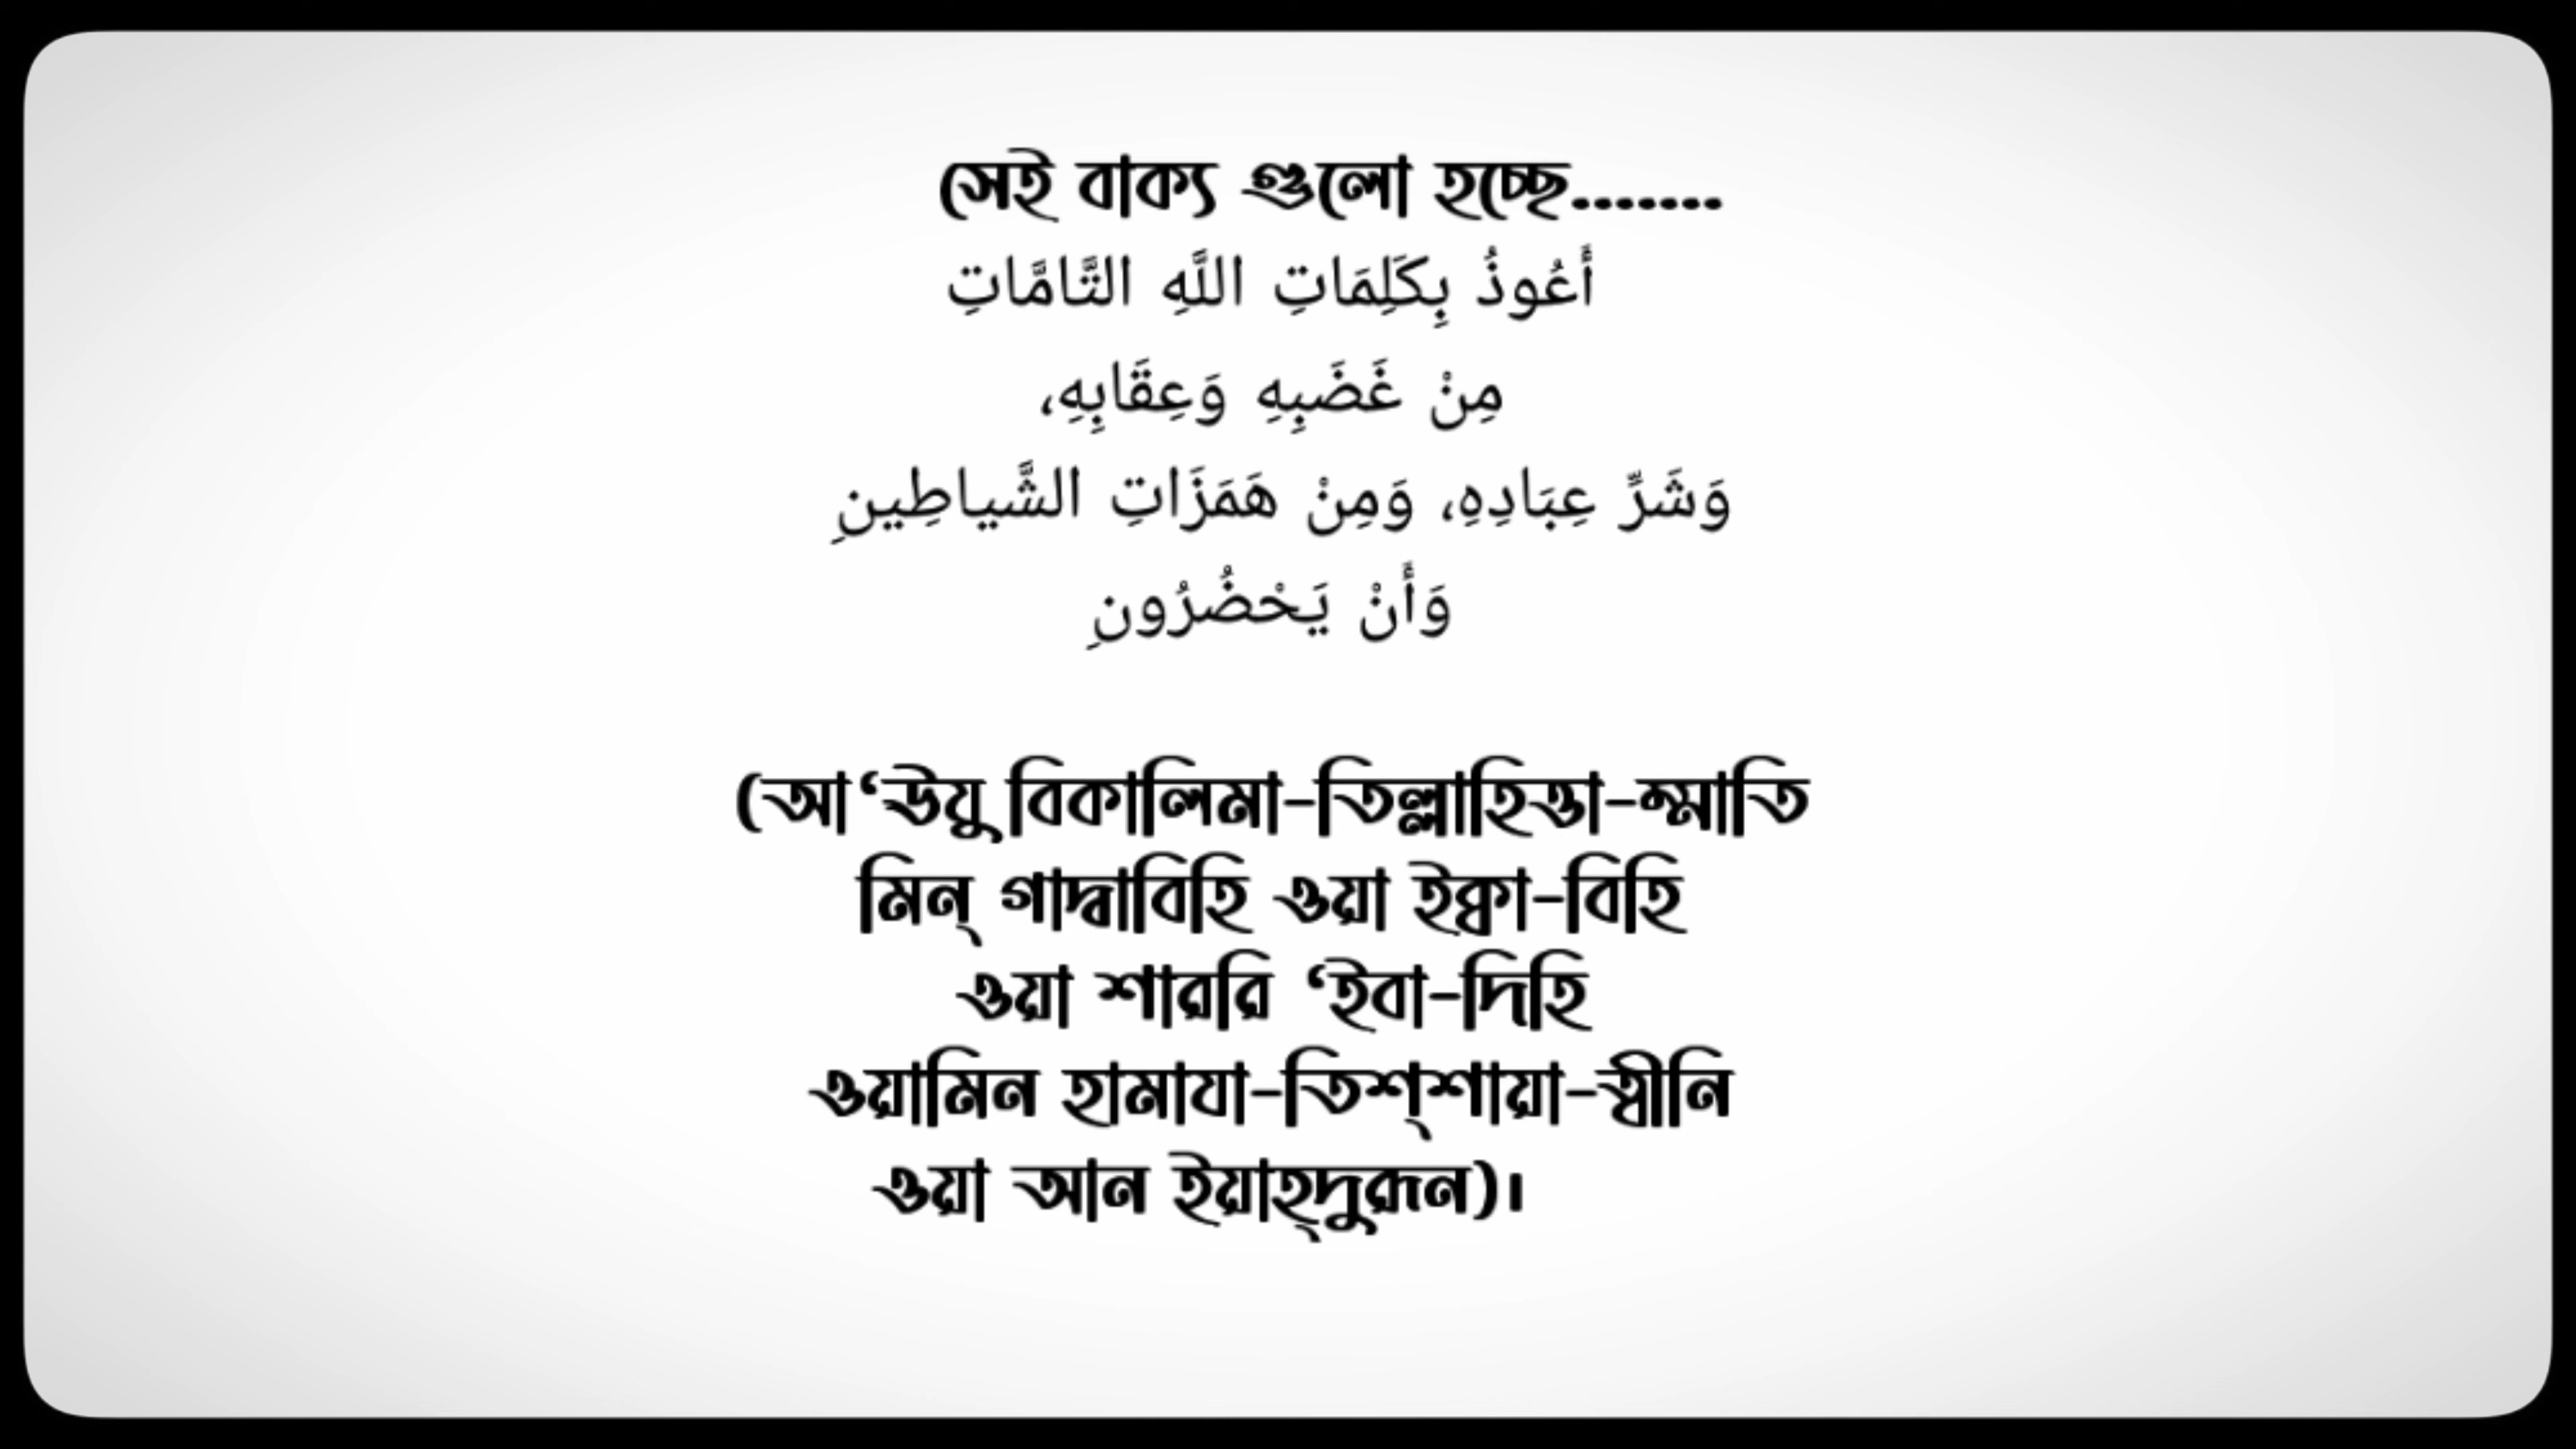 সেই বাক্য গুলো হচ্ছে.......
أَعُوذُ بِكَلِمَاتِ اللَّهِ التَّامَّاتِ
مِنْ غَضَبِهِ وَعِقَابِهِ،
وَشَرِّ عِبَادِهِ، وَمِنْ هَمَزَاتِ الشَّياطِينِ
وَأَنْ يَحْضُرُونِ
(আ‘উযু বিকালিমা-তিল্লাহিত্তা-ম্মাতি
মিন্ গাদ্বাবিহি ওয়া ইক্বা-বিহি
ওয়া শাররি ‘ইবা-দিহি
ওয়ামিন হামাযা-তিশ্‌শায়া-ত্বীনি
ওয়া আন ইয়াহ্‌দুরূন)।